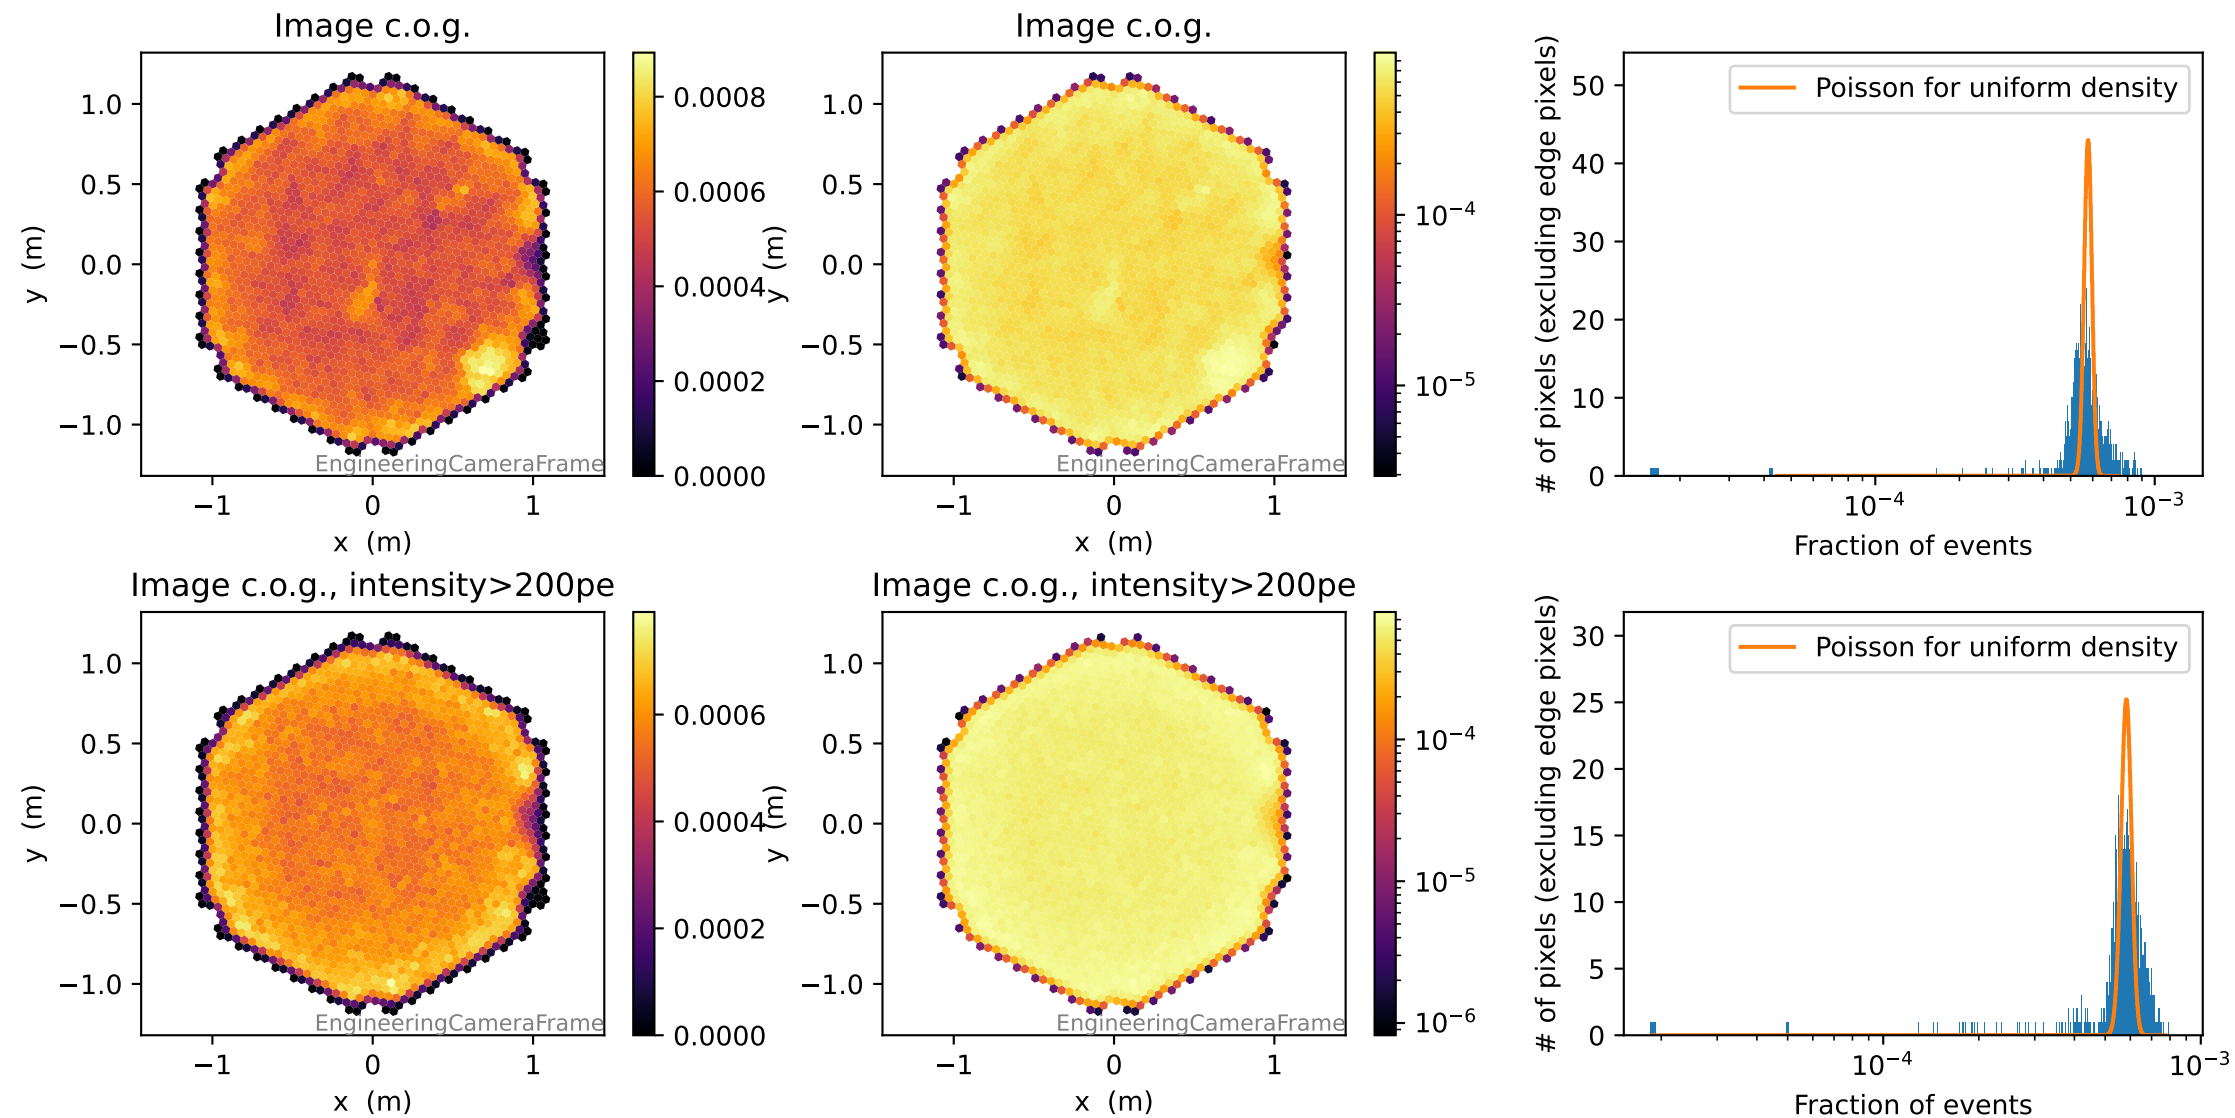 Image c.o.g.
1.0
0.5
0.0
−0.5
−1.0
y (m)
−1 0 1
x (m)
EngineeringCameraFrame
0.0008
0.0006
0.0004
0.0002
0.0000
Image c.o.g.
1.0
0.5
0.0
−0.5
−1.0
y (m)
−1 0 1
x (m)
EngineeringCameraFrame
10−4
10−5
Poisson for uniform density
50
40
30
20
10
0
# of pixels (excluding edge pixels)
10−4 10−3
Fraction of events
Image c.o.g., intensity>200pe
1.0
0.5
0.0
−0.5
−1.0
y (m)
−1 0 1
x (m)
EngineeringCameraFrame
0.0006
0.0004
0.0002
0.0000
Image c.o.g., intensity>200pe
1.0
0.5
0.0
−0.5
−1.0
y (m)
−1 0 1
x (m)
EngineeringCameraFrame
10−4
10−5
10−6
Poisson for uniform density
30
25
20
15
10
5
0
# of pixels (excluding edge pixels)
10−4 10−3
Fraction of events